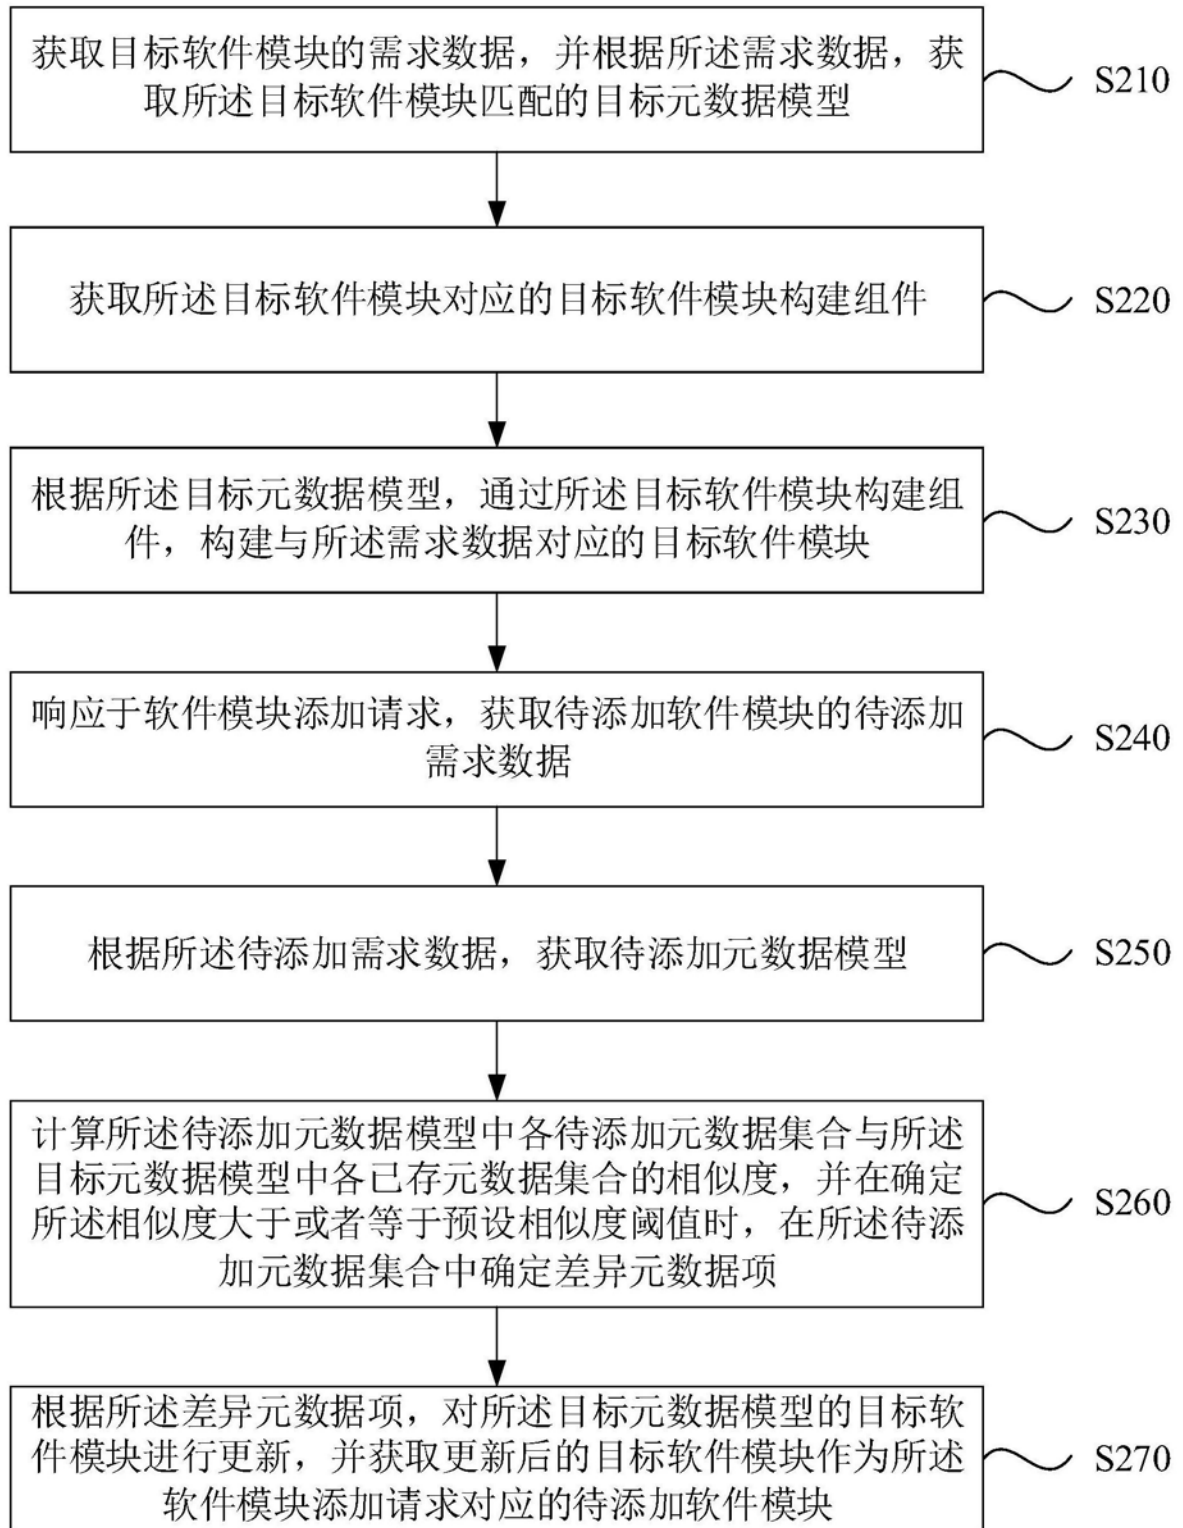 获取目标软件模块的需求数据，并根据所述需求数据，获
取所述目标软件模块匹配的目标元数据模型
S210
获取所述目标软件模块对应的目标软件模块构建组件
S220
根据所述目标元数据模型，通过所述目标软件模块构建组
件，构建与所述需求数据对应的目标软件模块
S230
响应于软件模块添加请求，获取待添加软件模块的待添加
需求数据
S240
根据所述待添加需求数据，获取待添加元数据模型
S250
计算所述待添加元数据模型中各待添加元数据集合与所述
目标元数据模型中各已存元数据集合的相似度，并在确定
所述相似度大于或者等于预设相似度阈值时，在所述待添
加元数据集合中确定差异元数据项
S260
根据所述差异元数据项，对所述目标元数据模型的目标软
件模块进行更新，并获取更新后的目标软件模块作为所述
软件模块添加请求对应的待添加软件模块
S270